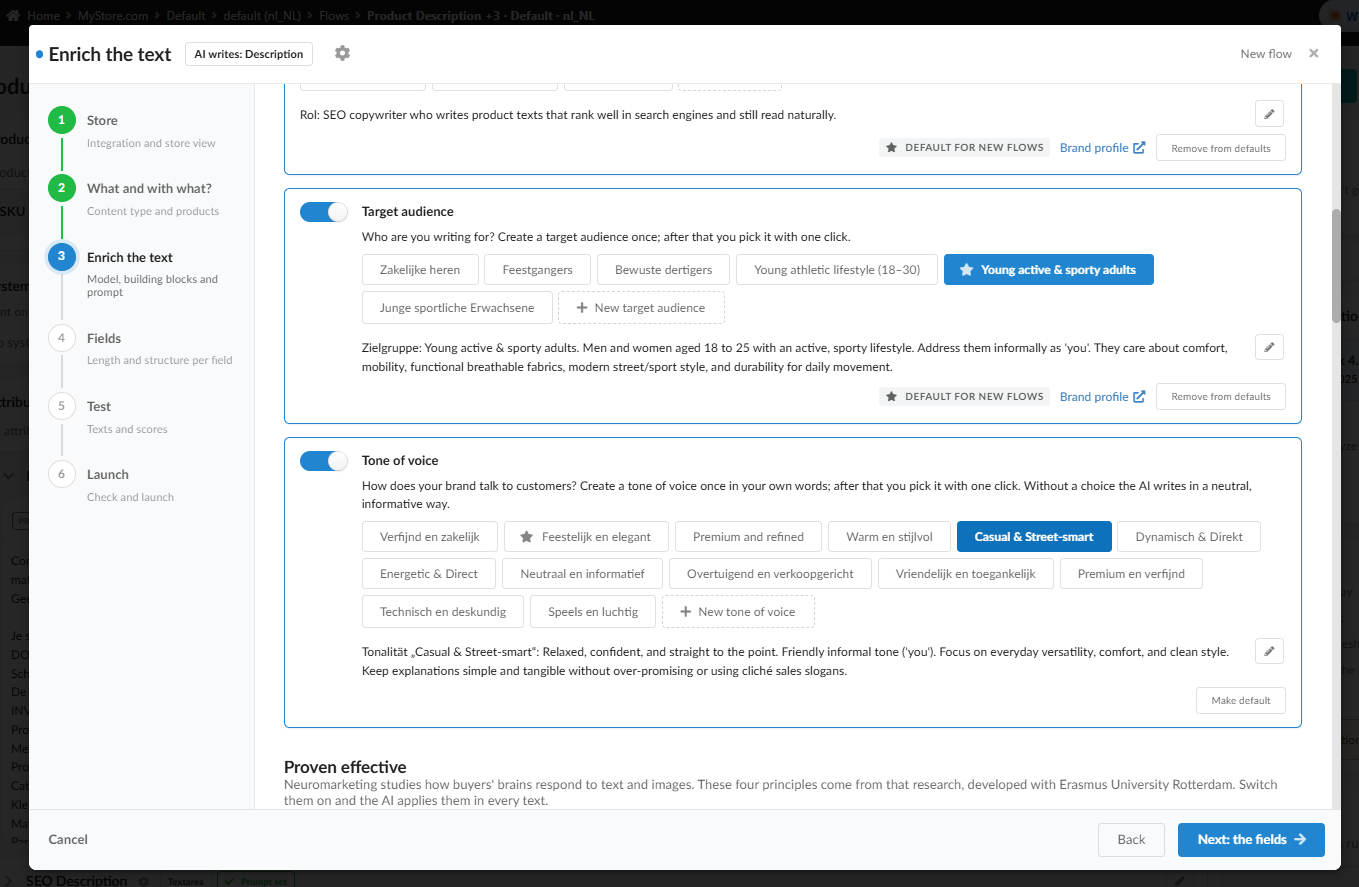 Home > MyStore.com > Default > default (nl_NL) > Flows > Product Description +3 - Default - nl_NL
Enrich the text
AI writes: Description
New flow
1
Store
Integration and store view
2
What and with what?
Content type and products
3
Enrich the text
Model, building blocks and
prompt
4
Fields
Length and structure per field
5
Test
Texts and scores
6
Launch
Check and launch
Rol: SEO copywriter who writes product texts that rank well in search engines and still read naturally.
DEFAULT FOR NEW FLOWS
Brand profile
Remove from defaults
Target audience
Who are you writing for? Create a target audience once; after that you pick it with one click.
Zakelijke heren
Feestgangers
Bewuste dertigers
Young athletic lifestyle (18–30)
Young active & sporty adults
Junge sportliche Erwachsene
New target audience
Zielgruppe: Young active & sporty adults. Men and women aged 18 to 25 with an active, sporty lifestyle. Address them informally as 'you'. They care about comfort,
mobility, functional breathable fabrics, modern street/sport style, and durability for daily movement.
DEFAULT FOR NEW FLOWS
Brand profile
Remove from defaults
Tone of voice
How does your brand talk to customers? Create a tone of voice once in your own words; after that you pick it with one click. Without a choice the AI writes in a neutral,
informative way.
Verfijnd en zakelijk
Feestelijk en elegant
Premium and refined
Warm en stijlvol
Casual & Street-smart
Dynamisch & Direkt
Energetic & Direct
Neutraal en informatief
Overtuigend en verkoopgericht
Vriendelijk en toegankelijk
Premium en verfijnd
Technisch en deskundig
Speels en luchtig
New tone of voice
Tonalität „Casual & Street-smart“: Relaxed, confident, and straight to the point. Friendly informal tone ('you'). Focus on everyday versatility, comfort, and clean style.
Keep explanations simple and tangible without over-promising or using cliché sales slogans.
Make default
Proven effective
Neuromarketing studies how buyers' brains respond to text and images. These four principles come from that research, developed with Erasmus University Rotterdam. Switch
them on and the AI applies them in every text.
Cancel
Back
Next: the fields
SEO Description
Textarea
Prompt set